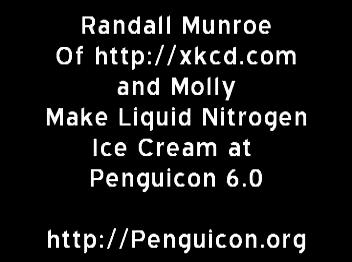 Randall Munroe
Of http://xkcd.com
and Molly
Make Liquid Nitrogen
Ice Cream at
Penguicon 6.0
http://Penguicon.org